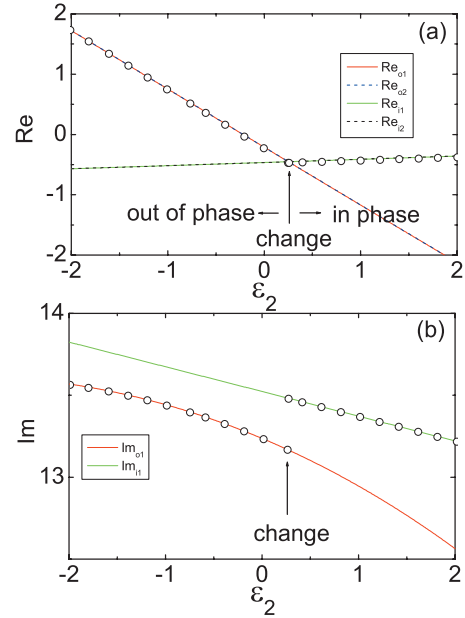 (a)
2
1
0
-1
-2
Re
Re_o1
Re_o2
Re_i1
Re_i2
out of phase
in phase
change
-2 -1 0 1 2
ε_2
(b)
14
13
Im
Im_o1
Im_i1
change
-2 -1 0 1 2
ε_2